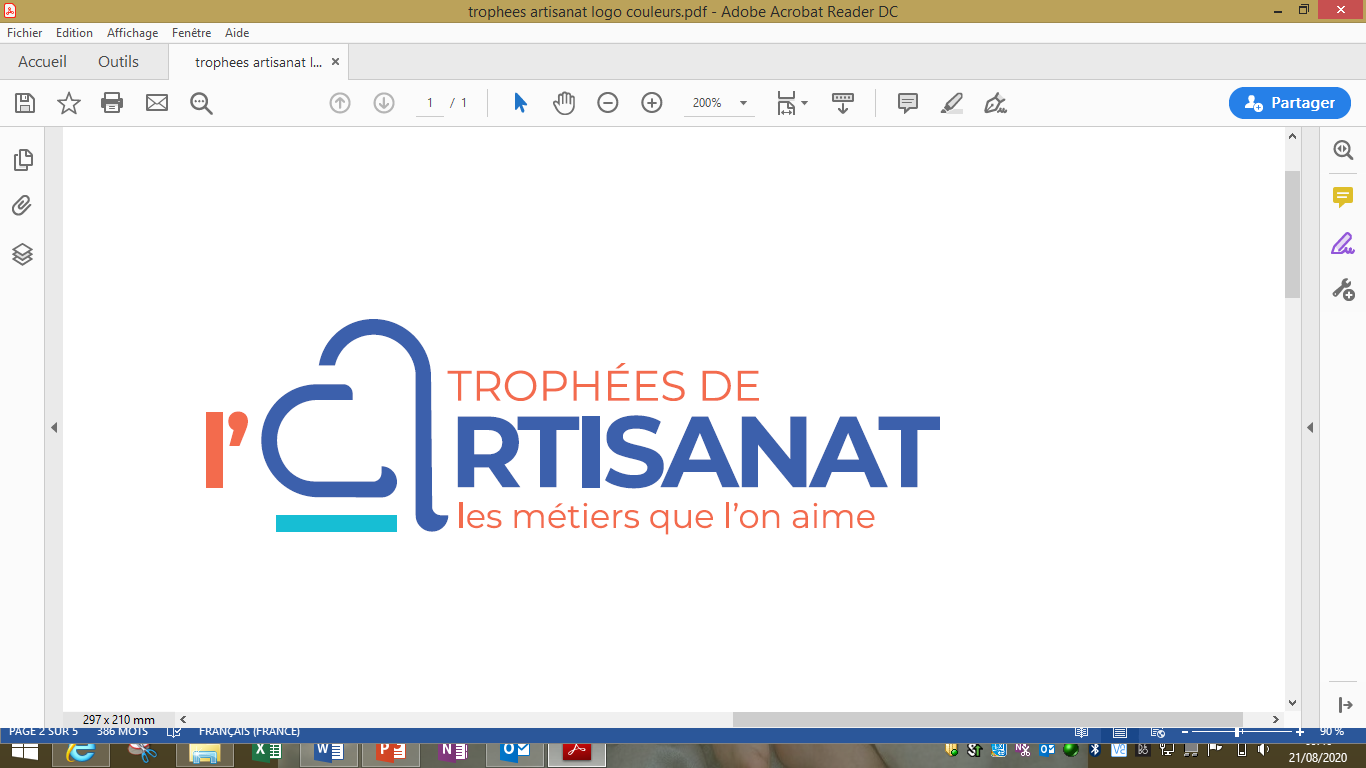 trophees artisanat logo couleurs.pdf - Adobe Acrobat Reader DC
Fichier Edition Affichage Fenêtre Aide
Accueil Outils trophees artisanat l... ×
1 / 1 200% Partager
TROPHÉES DE
l'aRTISANAT
les métiers que l'on aime
297 x 210 mm
PAGE 2 SUR 5 386 MOTS FRANÇAIS (FRANCE) 90 %
21/08/2020